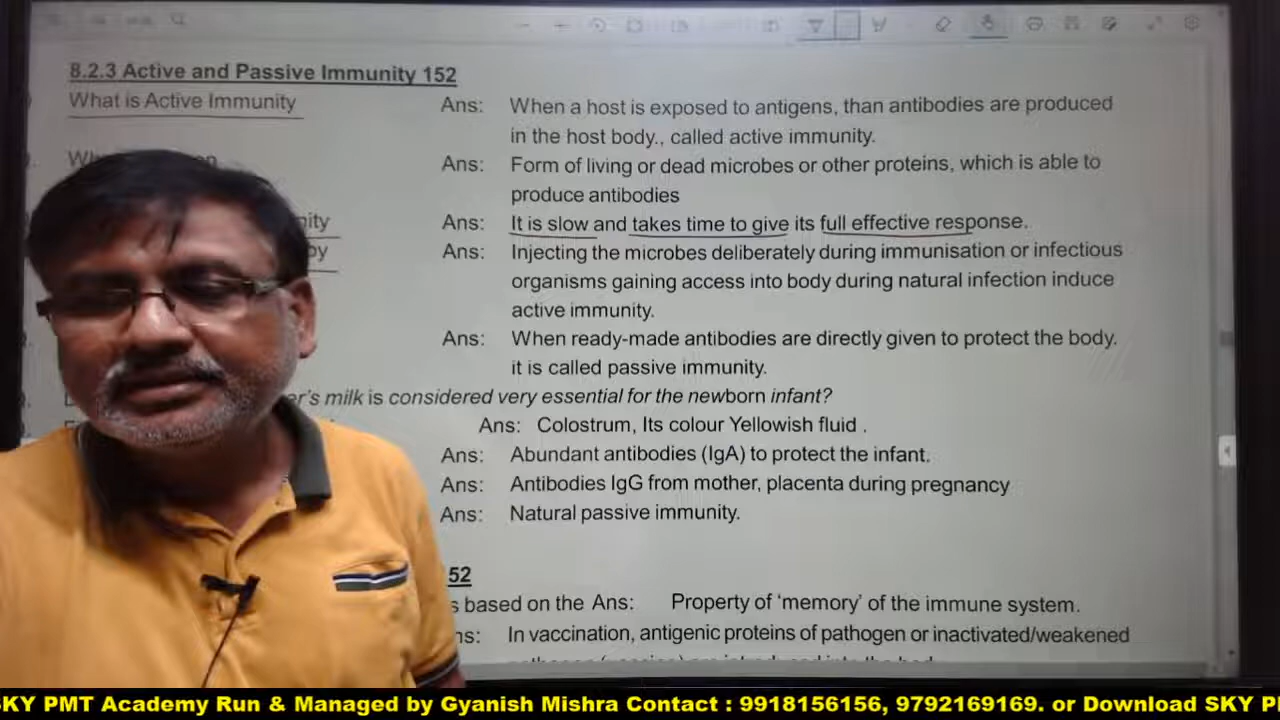 8.2.3 Active and Passive Immunity 152
What is Active Immunity Ans: When a host is exposed to antigens, than antibodies are produced
in the host body., called active immunity.
Ans: Form of living or dead microbes or other proteins, which is able to
produce antibodies
nity Ans: It is slow and takes time to give its full effective response.
by Ans: Injecting the microbes deliberately during immunisation or infectious
organisms gaining access into body during natural infection induce
active immunity.
Ans: When ready-made antibodies are directly given to protect the body.
it is called passive immunity.
er's milk is considered very essential for the newborn infant?
Ans: Colostrum, Its colour Yellowish fluid .
Ans: Abundant antibodies (IgA) to protect the infant.
Ans: Antibodies IgG from mother, placenta during pregnancy
Ans: Natural passive immunity.
52
s based on the Ans: Property of 'memory' of the immune system.
ns: In vaccination, antigenic proteins of pathogen or inactivated/weakened
SKY PMT Academy Run & Managed by Gyanish Mishra Contact : 9918156156, 9792169169. or Download SKY P